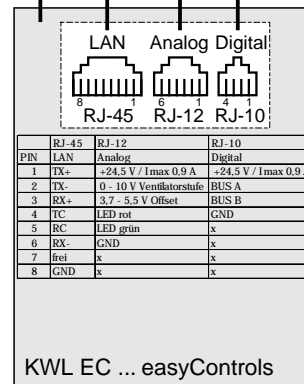 LAN Analog Digital
8 1 6 1 4 1
RJ-45 RJ-12 RJ-10
RJ-45 RJ-12 RJ-10
PIN LAN Analog Digital
1 TX+ +24,5 V / I max 0,9 A +24,5 V / I max 0,9
2 TX- 0 - 10 V Ventilatorstufe BUS A
3 RX+ 3,7 - 5,5 V Offset BUS B
4 TC LED rot GND
5 RC LED grün x
6 RX- GND x
7 frei x x
8 GND x x
KWL EC ... easyControls